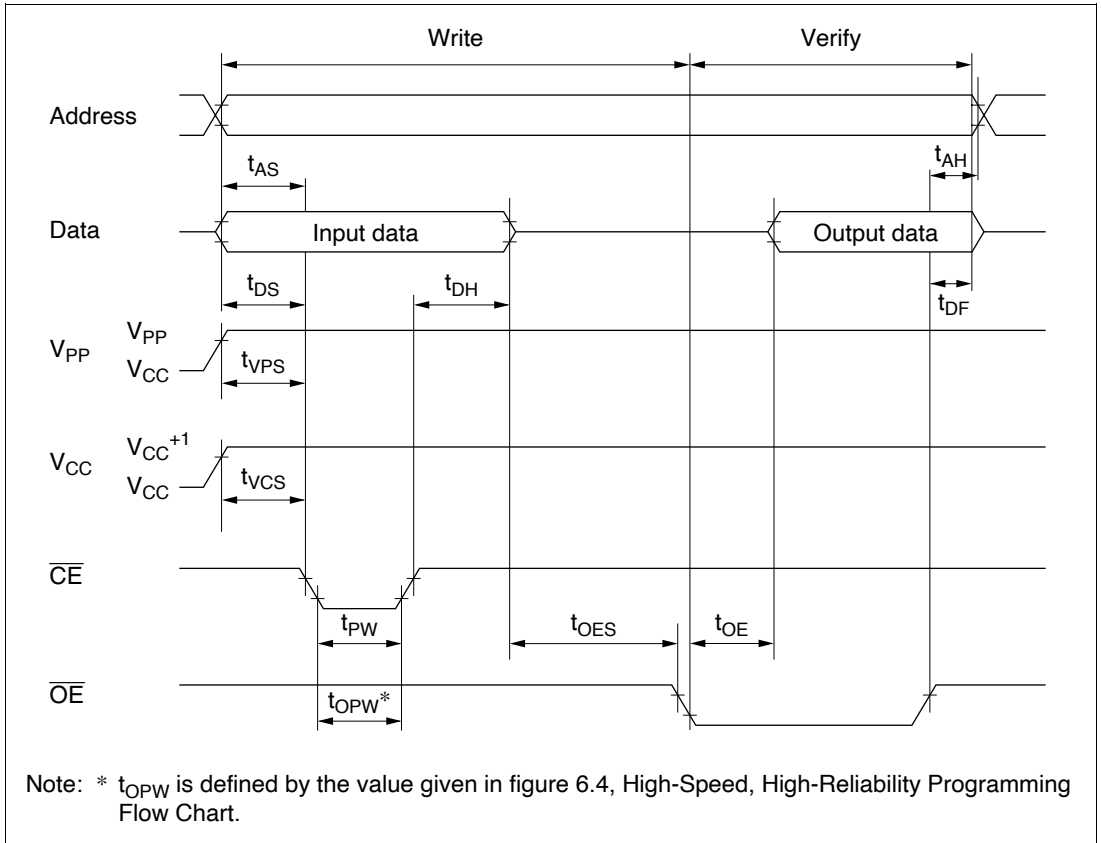 Write Verify
Address
tAS tAH
Data Input data Output data
tDS tDH tDF
VPP VPP
VCC tVPS
VCC VCC+1
VCC tVCS
CE
tPW tOES tOE
OE tOPW*
Note: * tOPW is defined by the value given in figure 6.4, High-Speed, High-Reliability Programming
Flow Chart.